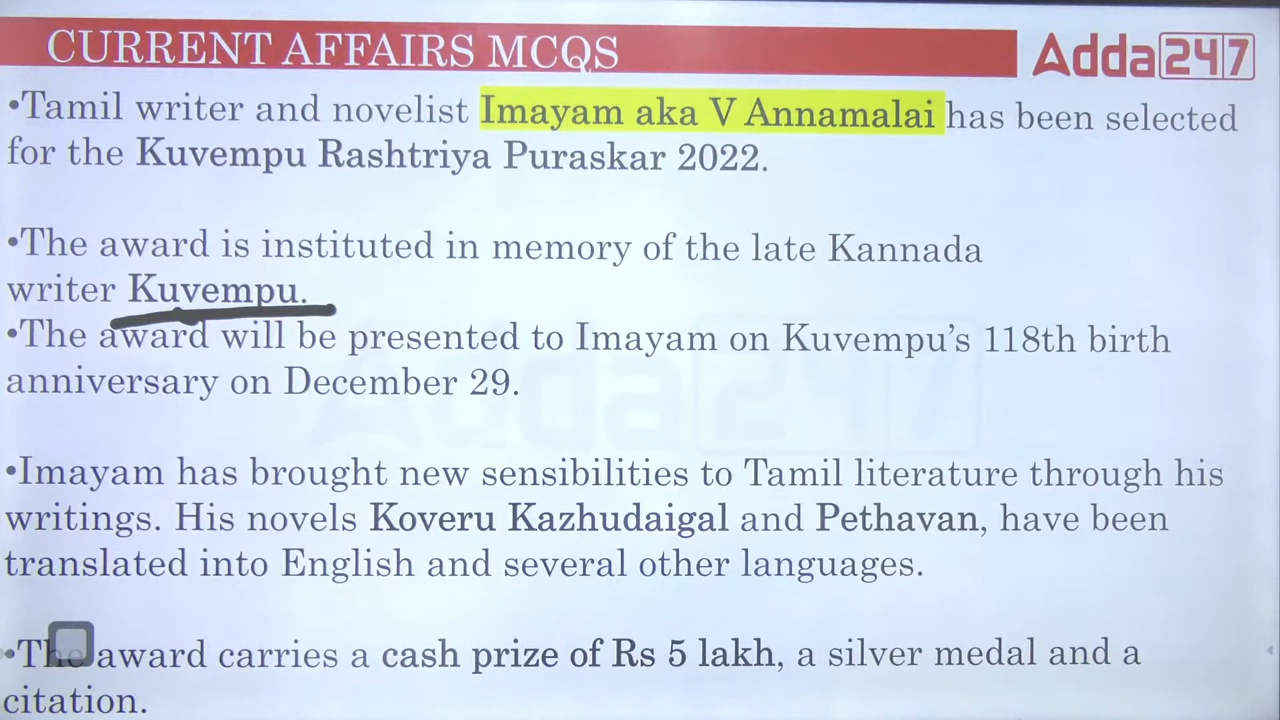 CURRENT AFFAIRS MCQS
Adda247
•Tamil writer and novelist Imayam aka V Annamalai has been selected
for the Kuvempu Rashtriya Puraskar 2022.
•The award is instituted in memory of the late Kannada
writer Kuvempu.
•The award will be presented to Imayam on Kuvempu’s 118th birth
anniversary on December 29.
•Imayam has brought new sensibilities to Tamil literature through his
writings. His novels Koveru Kazhudaigal and Pethavan, have been
translated into English and several other languages.
•The award carries a cash prize of Rs 5 lakh, a silver medal and a
citation.